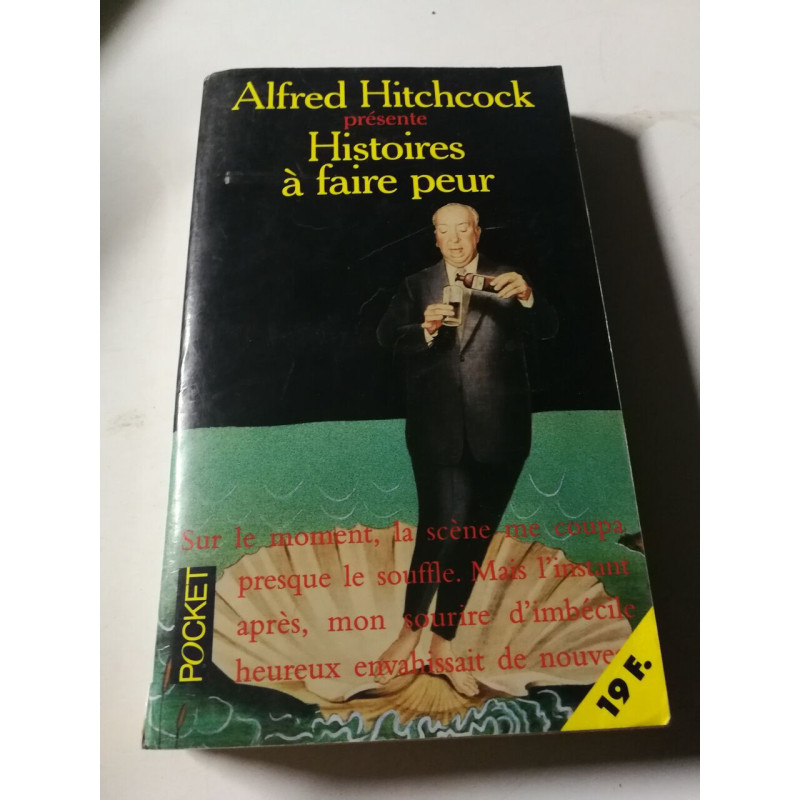 Alfred Hitchcock
présente
Histoires
à faire peur
Sur le moment, la scène me coupa
presque le souffle. Mais l'instant
après, mon sourire d'imbécile
heureux envahissait de nouve
POCKET
19 F.